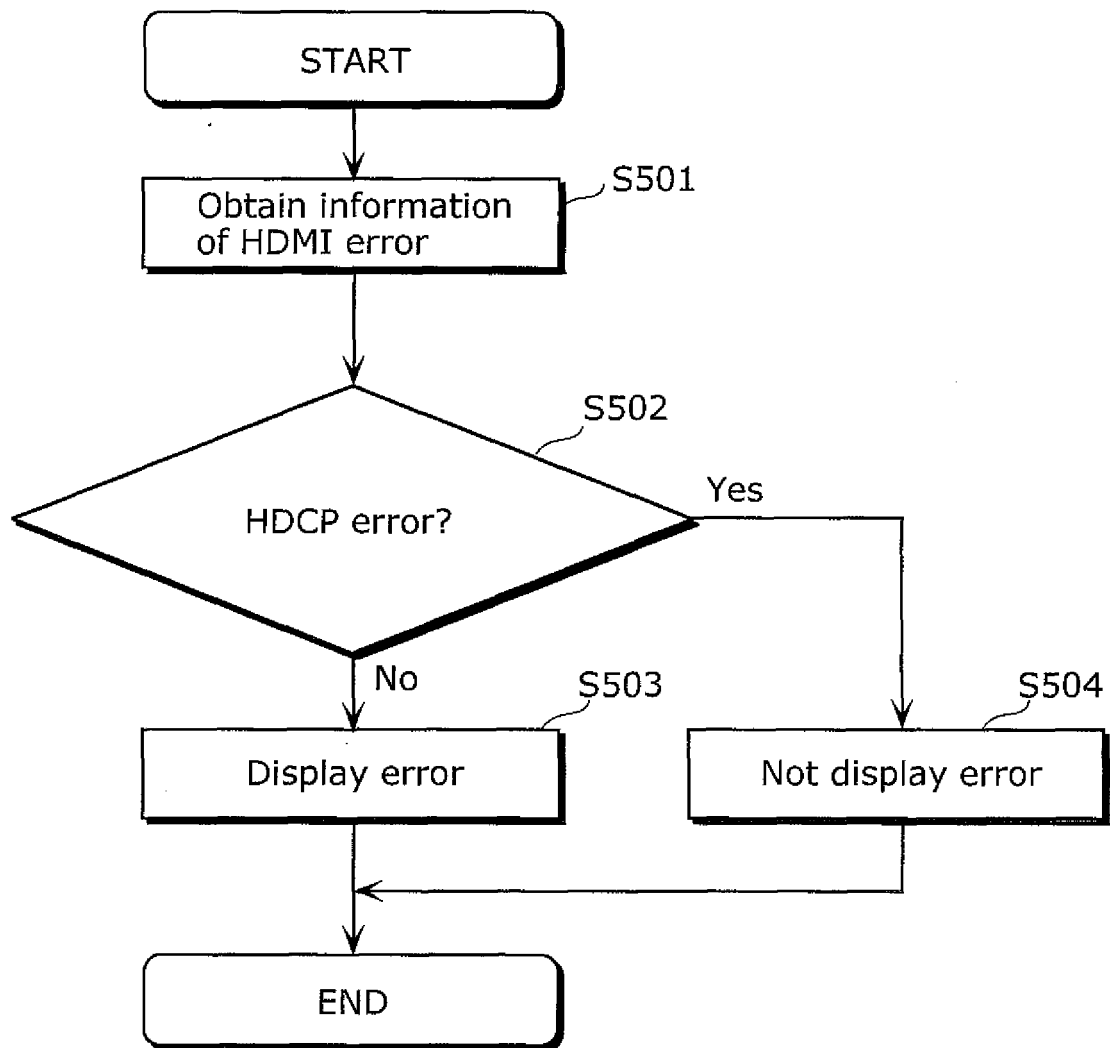 START
S501
Obtain information
of HDMI error
S502
Yes
HDCP error?
No
S503
S504
Display error
Not display error
END